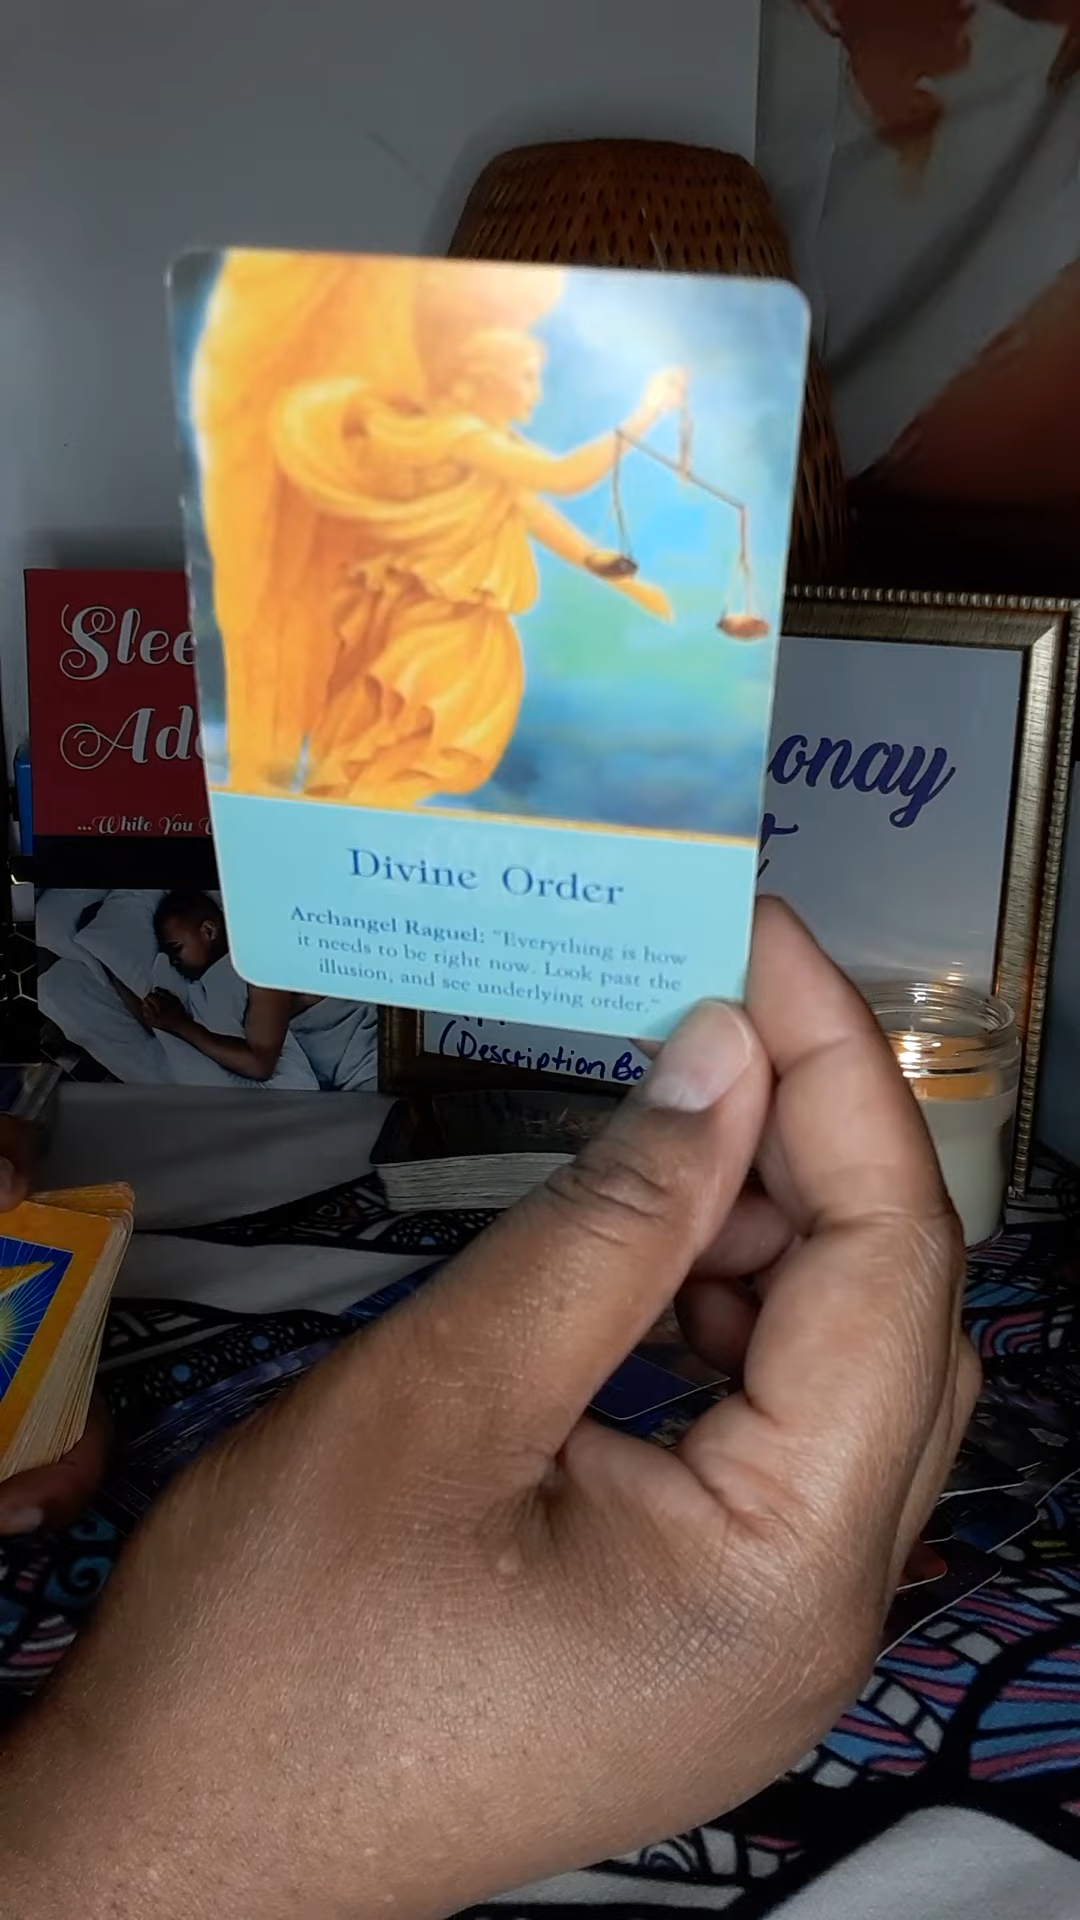 Slee
Ad
...While You
onay
Divine Order
Archangel Raguel: "Everything is how
it needs to be right now. Look past the
illusion, and see underlying order."
(Description Bo